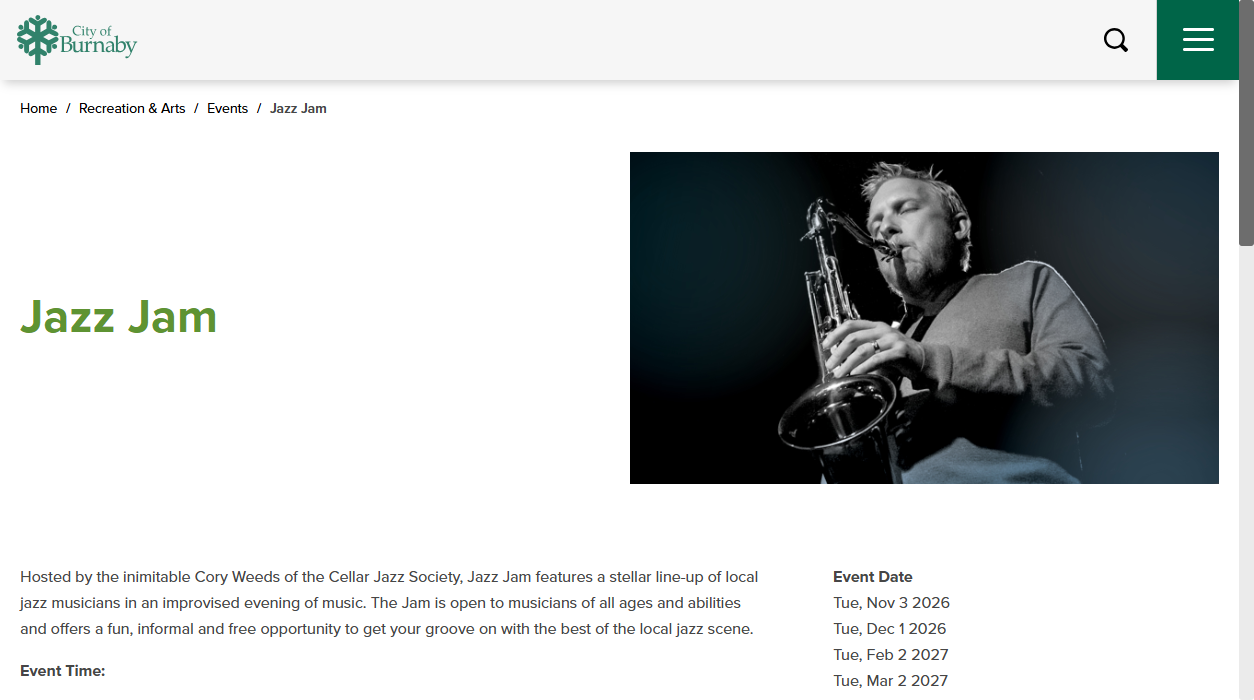 City of
Burnaby
Home / Recreation & Arts / Events / Jazz Jam
Jazz Jam
Hosted by the inimitable Cory Weeds of the Cellar Jazz Society, Jazz Jam features a stellar line-up of local
jazz musicians in an improvised evening of music. The Jam is open to musicians of all ages and abilities
and offers a fun, informal and free opportunity to get your groove on with the best of the local jazz scene.
Event Time:
Event Date
Tue, Nov 3 2026
Tue, Dec 1 2026
Tue, Feb 2 2027
Tue, Mar 2 2027